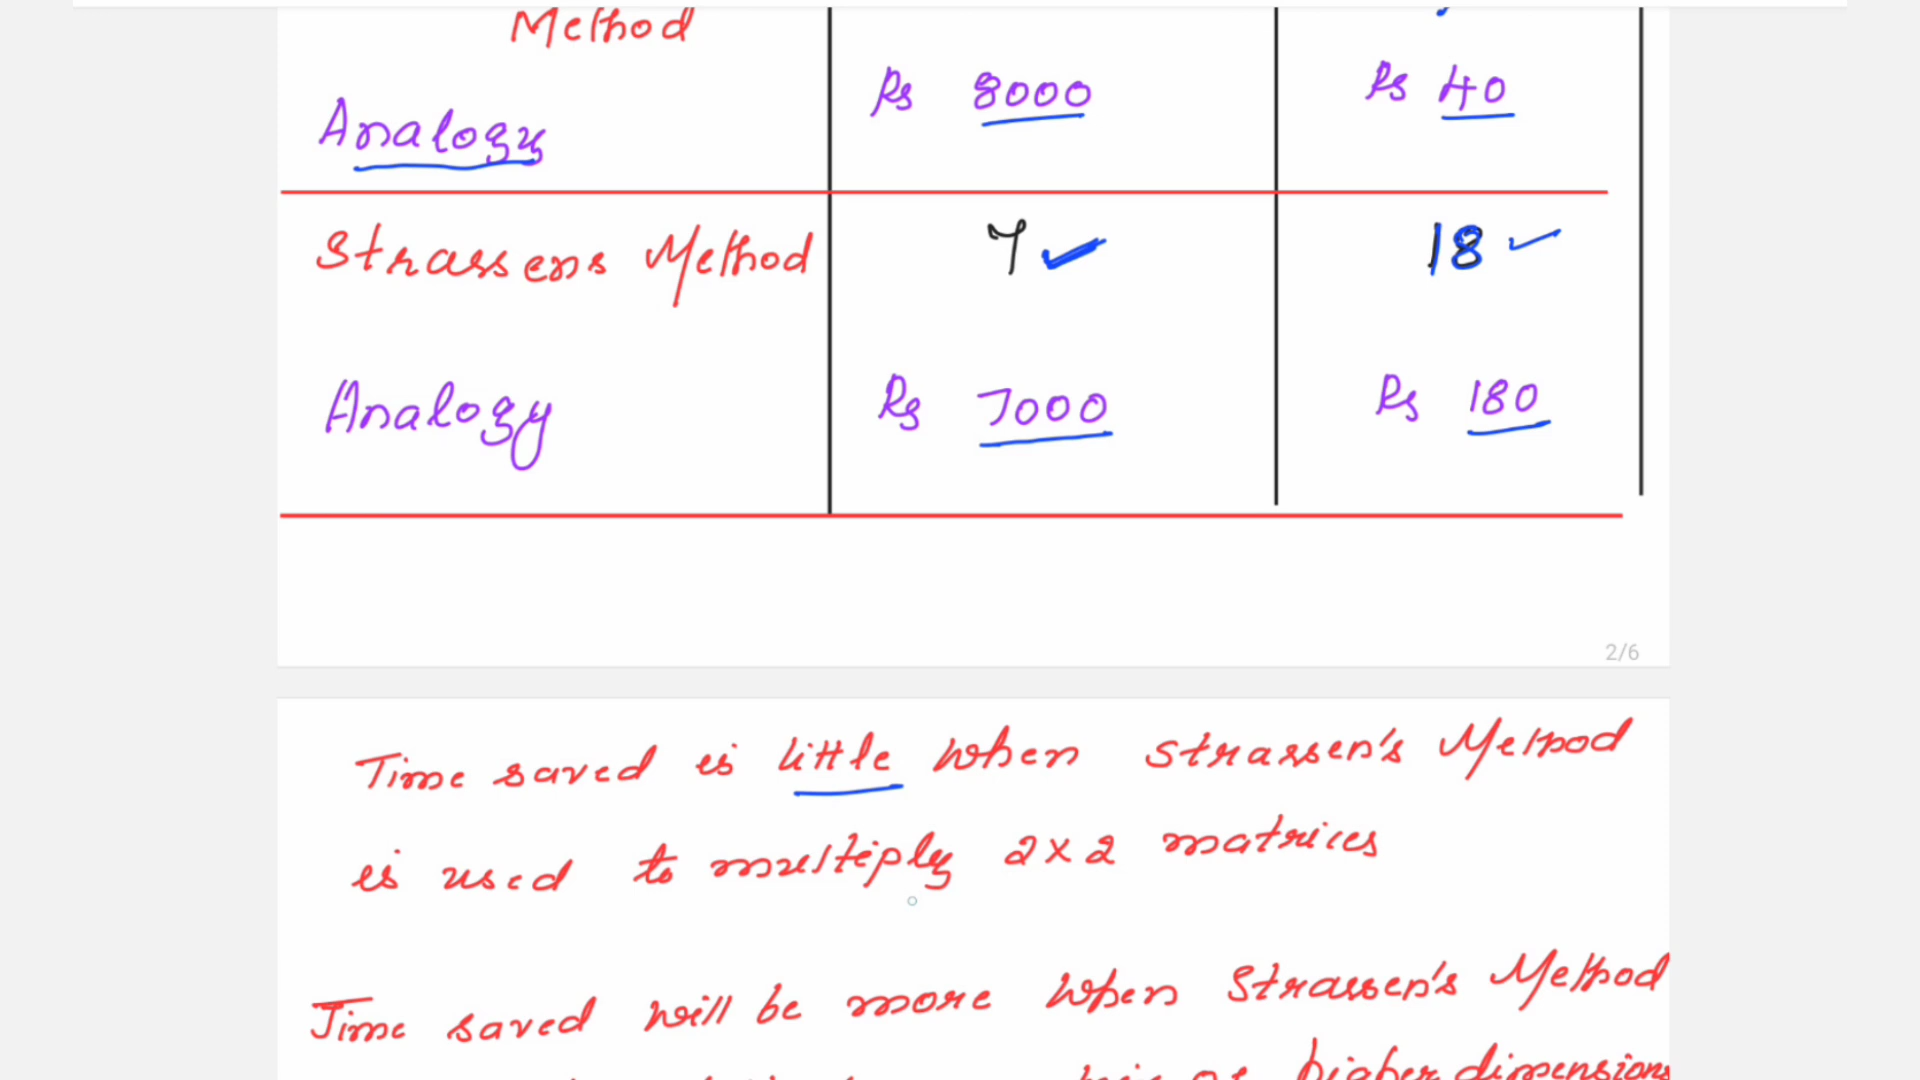 Method
Analogy Rs 8000 Rs 40
Strassens Method 7 18
Analogy Rs 7000 Rs 180
2/6
Time saved is little when Strassen's Method
is used to multiply 2x2 matrices
Time saved will be more when Strassen's Method
higher dimensions